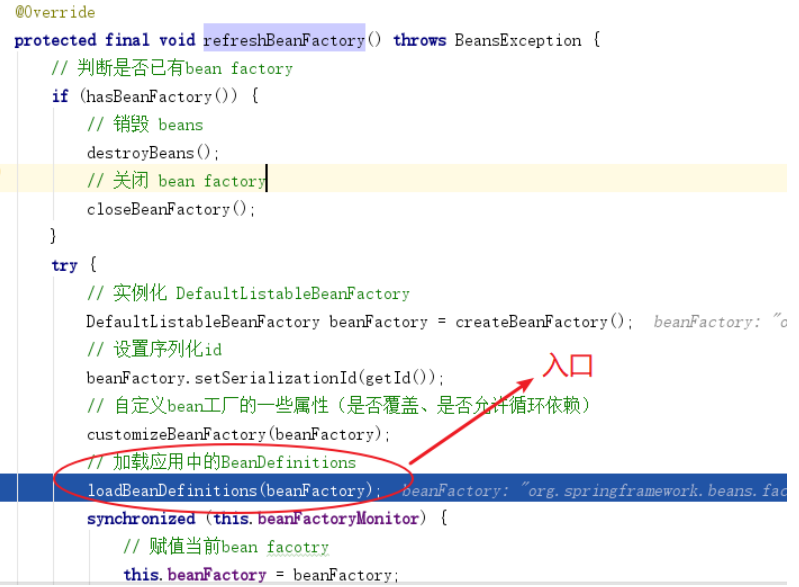 @Override
protected final void refreshBeanFactory() throws BeansException {
// 判断是否已有bean factory
if (hasBeanFactory()) {
// 销毁 beans
destroyBeans();
// 关闭 bean factory
closeBeanFactory();
}
try {
// 实例化 DefaultListableBeanFactory
DefaultListableBeanFactory beanFactory = createBeanFactory(); beanFactory: "o
// 设置序列化id
入口
beanFactory.setSerializationId(getId());
// 自定义bean工厂的一些属性（是否覆盖、是否允许循环依赖）
customizeBeanFactory(beanFactory);
// 加载应用中的BeanDefinitions
loadBeanDefinitions(beanFactory); beanFactory: "org.springframework.beans.fac
synchronized (this.beanFactoryMonitor) {
// 赋值当前bean facotry
this.beanFactory = beanFactory;